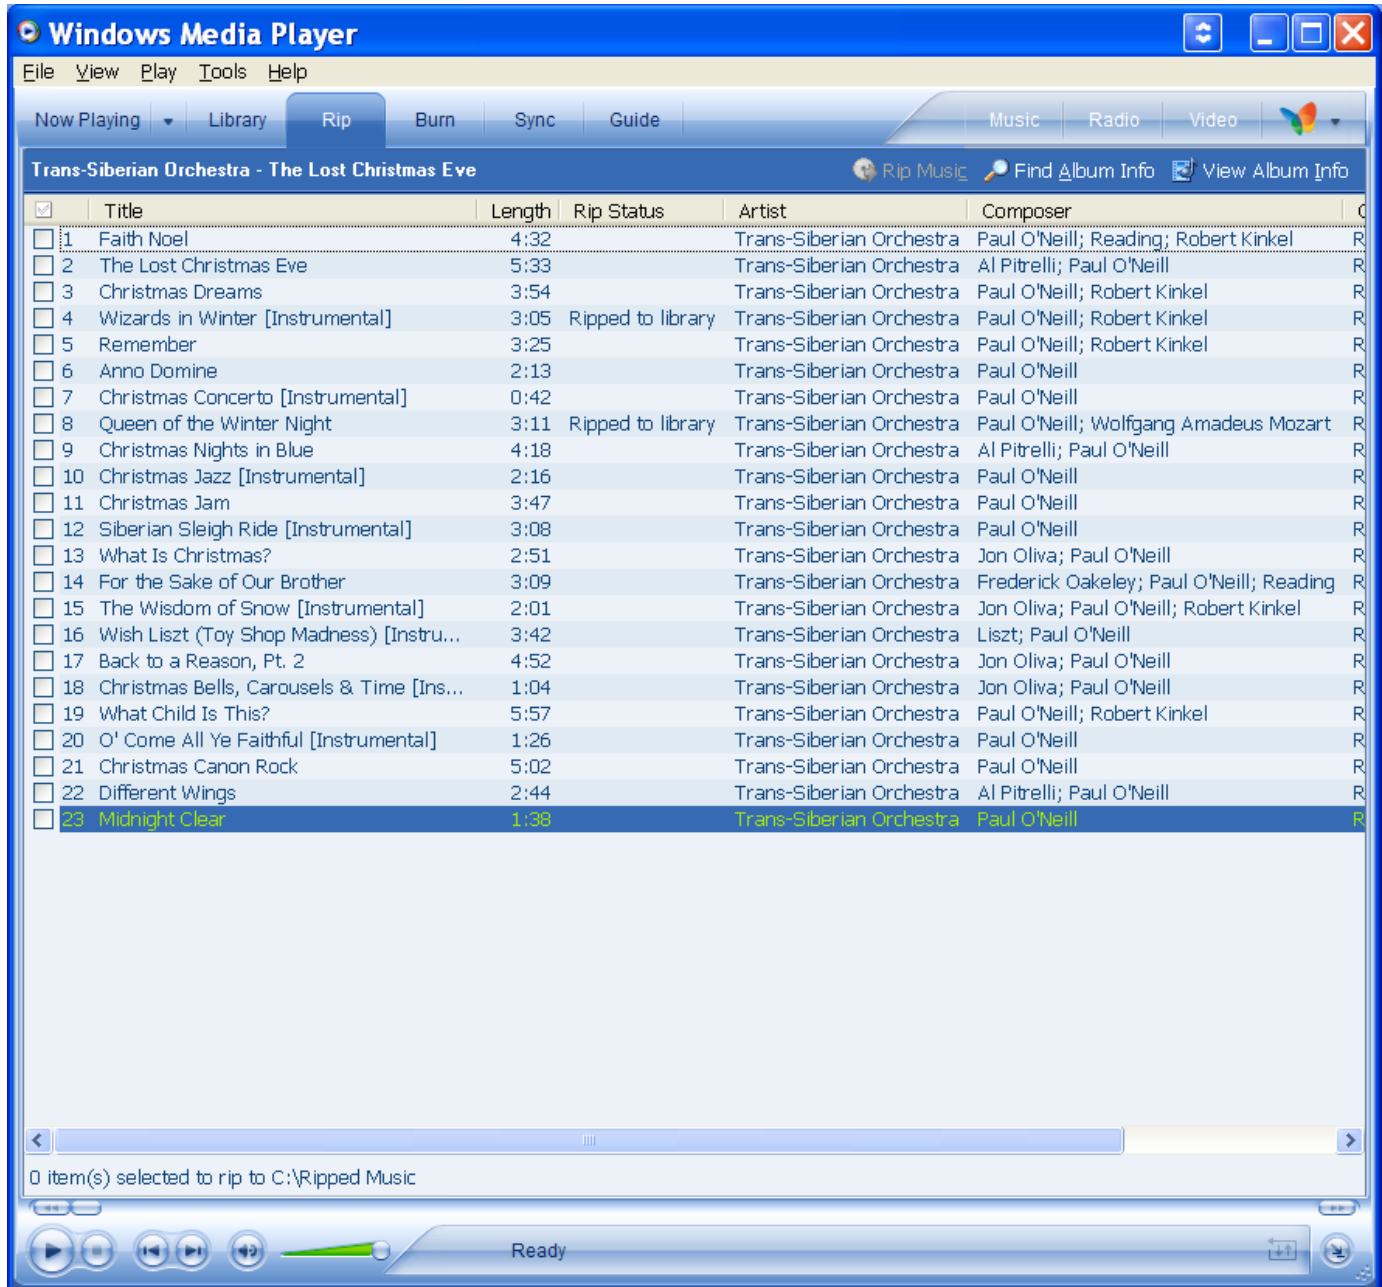 Windows Media Player
File View Play Tools Help
Now Playing Library Rip Burn Sync Guide Music Radio Video
Trans-Siberian Orchestra - The Lost Christmas Eve Rip Music Find Album Info View Album Info
Title Length Rip Status Artist Composer
1 Faith Noel 4:32 Trans-Siberian Orchestra Paul O'Neill; Reading; Robert Kinkel R
2 The Lost Christmas Eve 5:33 Trans-Siberian Orchestra Al Pitrelli; Paul O'Neill R
3 Christmas Dreams 3:54 Trans-Siberian Orchestra Paul O'Neill; Robert Kinkel R
4 Wizards in Winter [Instrumental] 3:05 Ripped to library Trans-Siberian Orchestra Paul O'Neill; Robert Kinkel R
5 Remember 3:25 Trans-Siberian Orchestra Paul O'Neill; Robert Kinkel R
6 Anno Domine 2:13 Trans-Siberian Orchestra Paul O'Neill R
7 Christmas Concerto [Instrumental] 0:42 Trans-Siberian Orchestra Paul O'Neill R
8 Queen of the Winter Night 3:11 Ripped to library Trans-Siberian Orchestra Paul O'Neill; Wolfgang Amadeus Mozart R
9 Christmas Nights in Blue 4:18 Trans-Siberian Orchestra Al Pitrelli; Paul O'Neill R
10 Christmas Jazz [Instrumental] 2:16 Trans-Siberian Orchestra Paul O'Neill R
11 Christmas Jam 3:47 Trans-Siberian Orchestra Paul O'Neill R
12 Siberian Sleigh Ride [Instrumental] 3:08 Trans-Siberian Orchestra Paul O'Neill R
13 What Is Christmas? 2:51 Trans-Siberian Orchestra Jon Oliva; Paul O'Neill R
14 For the Sake of Our Brother 3:09 Trans-Siberian Orchestra Frederick Oakeley; Paul O'Neill; Reading R
15 The Wisdom of Snow [Instrumental] 2:01 Trans-Siberian Orchestra Jon Oliva; Paul O'Neill; Robert Kinkel R
16 Wish Liszt (Toy Shop Madness) [Instru... 3:42 Trans-Siberian Orchestra Liszt; Paul O'Neill R
17 Back to a Reason, Pt. 2 4:52 Trans-Siberian Orchestra Jon Oliva; Paul O'Neill R
18 Christmas Bells, Carousels & Time [Ins... 1:04 Trans-Siberian Orchestra Jon Oliva; Paul O'Neill R
19 What Child Is This? 5:57 Trans-Siberian Orchestra Paul O'Neill; Robert Kinkel R
20 O' Come All Ye Faithful [Instrumental] 1:26 Trans-Siberian Orchestra Paul O'Neill R
21 Christmas Canon Rock 5:02 Trans-Siberian Orchestra Paul O'Neill R
22 Different Wings 2:44 Trans-Siberian Orchestra Al Pitrelli; Paul O'Neill R
23 Midnight Clear 1:38 Trans-Siberian Orchestra Paul O'Neill R
0 item(s) selected to rip to C:\Ripped Music
Ready